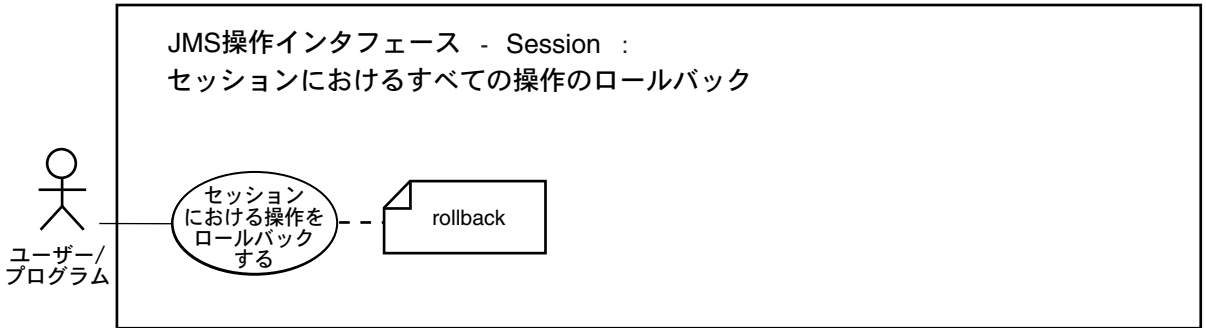 JMS操作インタフェース - Session :
セッションにおけるすべての操作のロールバック
セッション
における操作を
ロールバック
する
rollback
ユーザー/
プログラム